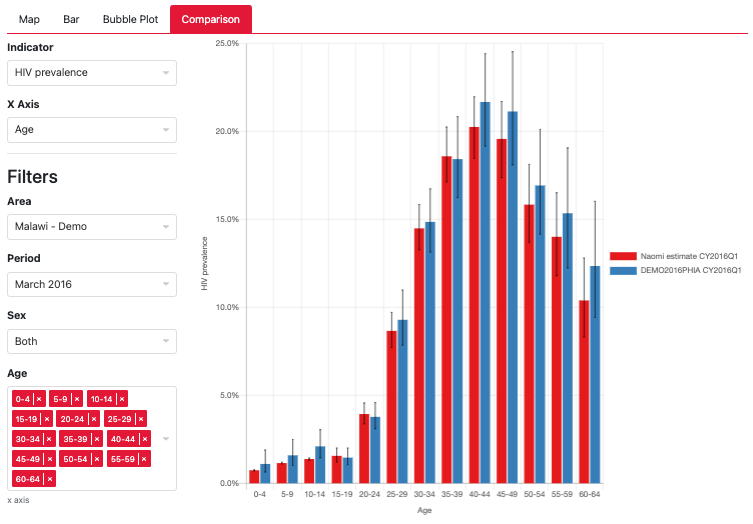 Map Bar Bubble Plot Comparison
Indicator
HIV prevalence
X Axis
Age
Filters
Area
Malawi - Demo
Period
March 2016
Sex
Both
Age
0-4 × 5-9 × 10-14 ×
15-19 × 20-24 × 25-29 ×
30-34 × 35-39 × 40-44 ×
45-49 × 50-54 × 55-59 ×
60-64 ×
x axis
HIV prevalence
25.0%
20.0%
15.0%
10.0%
5.0%
0.0%
0-4 5-9 10-14 15-19 20-24 25-29 30-34 35-39 40-44 45-49 50-54 55-59 60-64
Age
Naomi estimate CY2016Q1
DEMO2016PHIA CY2016Q1